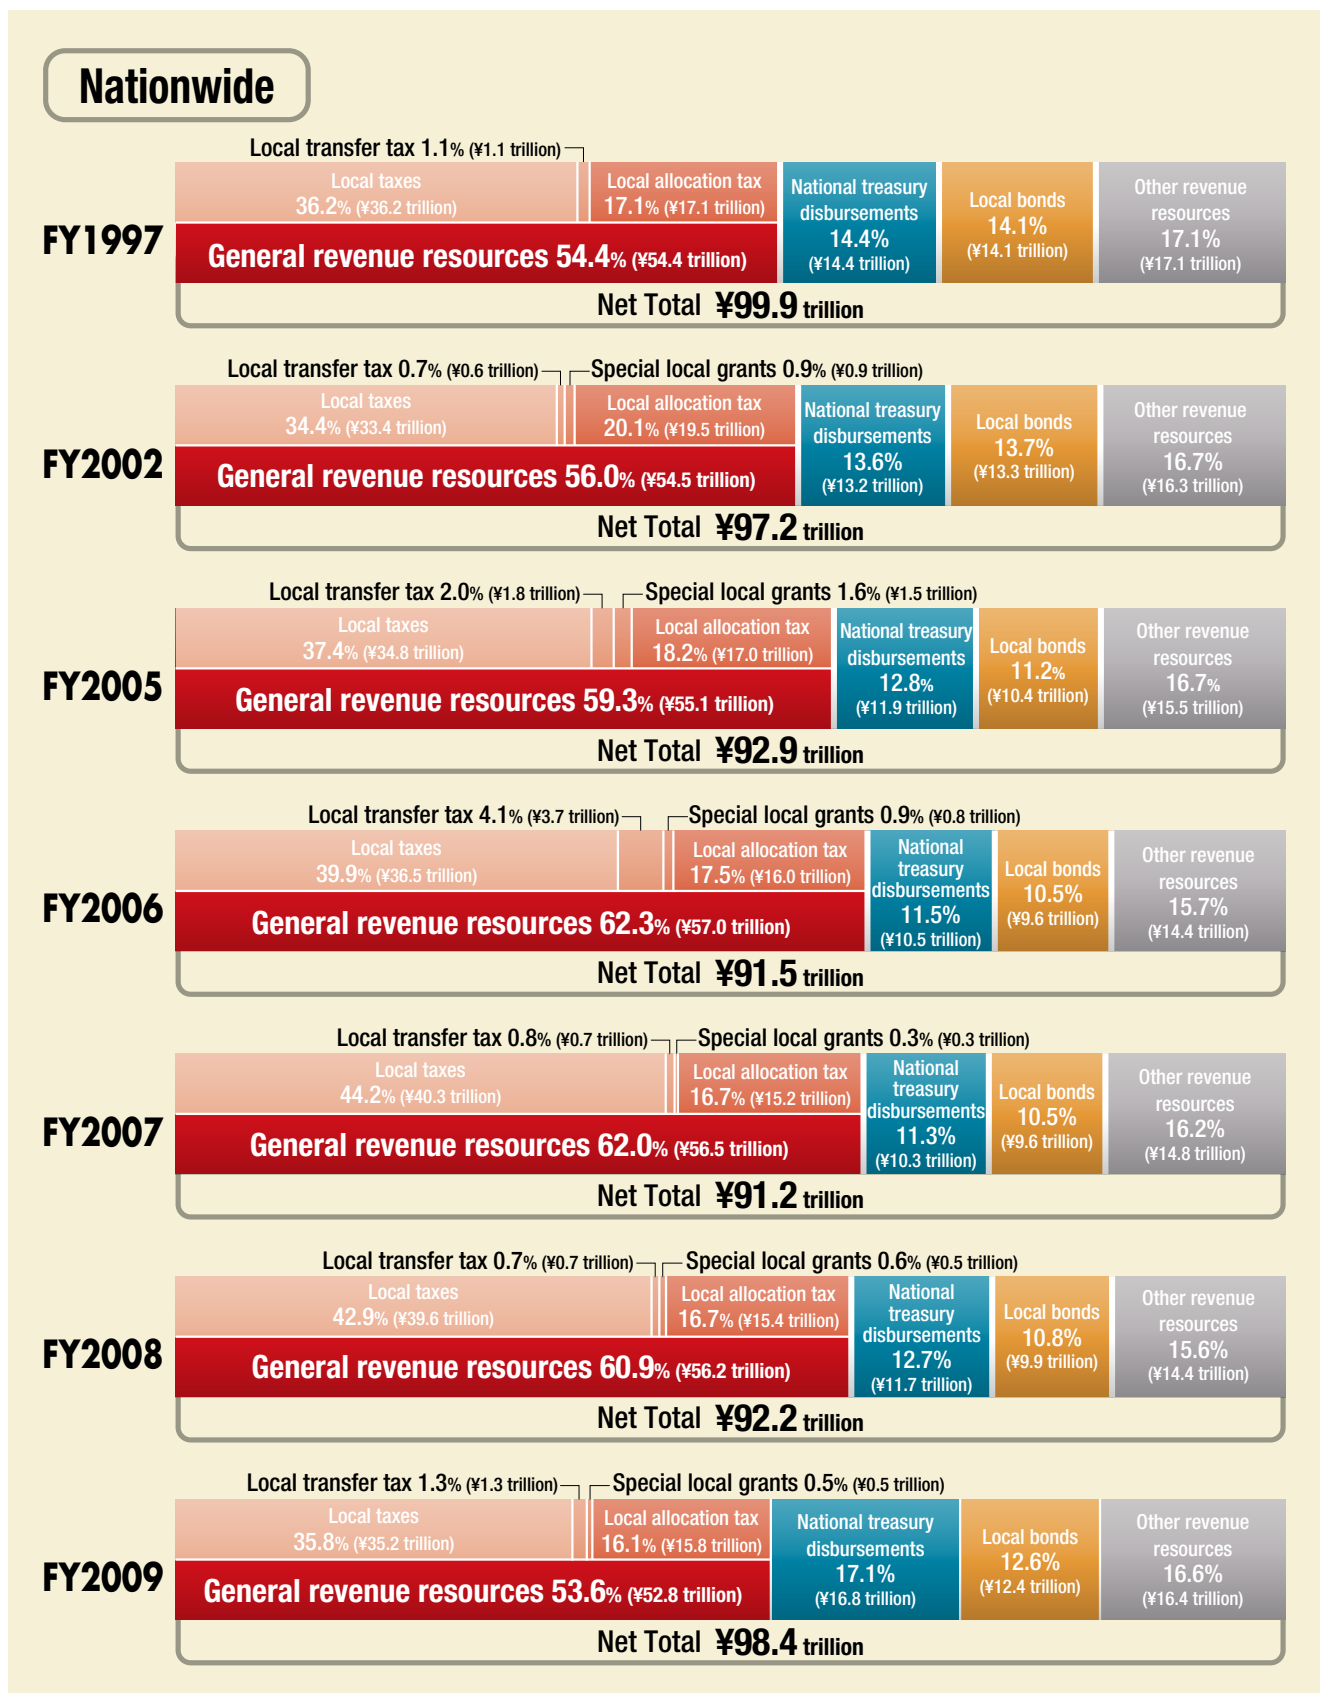 Nationwide
Local transfer tax 1.1% (¥1.1 trillion)
Local taxes
36.2% (¥36.2 trillion)
Local allocation tax
17.1% (¥17.1 trillion)
National treasury
disbursements
14.4%
(¥14.4 trillion)
Local bonds
14.1%
(¥14.1 trillion)
Other revenue
resources
17.1%
(¥17.1 trillion)
FY1997
General revenue resources 54.4% (¥54.4 trillion)
Net Total ¥99.9 trillion
Local transfer tax 0.7% (¥0.6 trillion)
Special local grants 0.9% (¥0.9 trillion)
Local taxes
34.4% (¥33.4 trillion)
Local allocation tax
20.1% (¥19.5 trillion)
National treasury
disbursements
13.6%
(¥13.2 trillion)
Local bonds
13.7%
(¥13.3 trillion)
Other revenue
resources
16.7%
(¥16.3 trillion)
FY2002
General revenue resources 56.0% (¥54.5 trillion)
Net Total ¥97.2 trillion
Local transfer tax 2.0% (¥1.8 trillion)
Special local grants 1.6% (¥1.5 trillion)
Local taxes
37.4% (¥34.8 trillion)
Local allocation tax
18.2% (¥17.0 trillion)
National treasury
disbursements
12.8%
(¥11.9 trillion)
Local bonds
11.2%
(¥10.4 trillion)
Other revenue
resources
16.7%
(¥15.5 trillion)
FY2005
General revenue resources 59.3% (¥55.1 trillion)
Net Total ¥92.9 trillion
Local transfer tax 4.1% (¥3.7 trillion)
Special local grants 0.9% (¥0.8 trillion)
Local taxes
39.9% (¥36.5 trillion)
Local allocation tax
17.5% (¥16.0 trillion)
National
treasury
disbursements
11.5%
(¥10.5 trillion)
Local bonds
10.5%
(¥9.6 trillion)
Other revenue
resources
15.7%
(¥14.4 trillion)
FY2006
General revenue resources 62.3% (¥57.0 trillion)
Net Total ¥91.5 trillion
Local transfer tax 0.8% (¥0.7 trillion)
Special local grants 0.3% (¥0.3 trillion)
Local taxes
44.2% (¥40.3 trillion)
Local allocation tax
16.7% (¥15.2 trillion)
National
treasury
disbursements
11.3%
(¥10.3 trillion)
Local bonds
10.5%
(¥9.6 trillion)
Other revenue
resources
16.2%
(¥14.8 trillion)
FY2007
General revenue resources 62.0% (¥56.5 trillion)
Net Total ¥91.2 trillion
Local transfer tax 0.7% (¥0.7 trillion)
Special local grants 0.6% (¥0.5 trillion)
Local taxes
42.9% (¥39.6 trillion)
Local allocation tax
16.7% (¥15.4 trillion)
National
treasury
disbursements
12.7%
(¥11.7 trillion)
Local bonds
10.8%
(¥9.9 trillion)
Other revenue
resources
15.6%
(¥14.4 trillion)
FY2008
General revenue resources 60.9% (¥56.2 trillion)
Net Total ¥92.2 trillion
Local transfer tax 1.3% (¥1.3 trillion)
Special local grants 0.5% (¥0.5 trillion)
Local taxes
35.8% (¥35.2 trillion)
Local allocation tax
16.1% (¥15.8 trillion)
National treasury
disbursements
17.1%
(¥16.8 trillion)
Local bonds
12.6%
(¥12.4 trillion)
Other revenue
resources
16.6%
(¥16.4 trillion)
FY2009
General revenue resources 53.6% (¥52.8 trillion)
Net Total ¥98.4 trillion